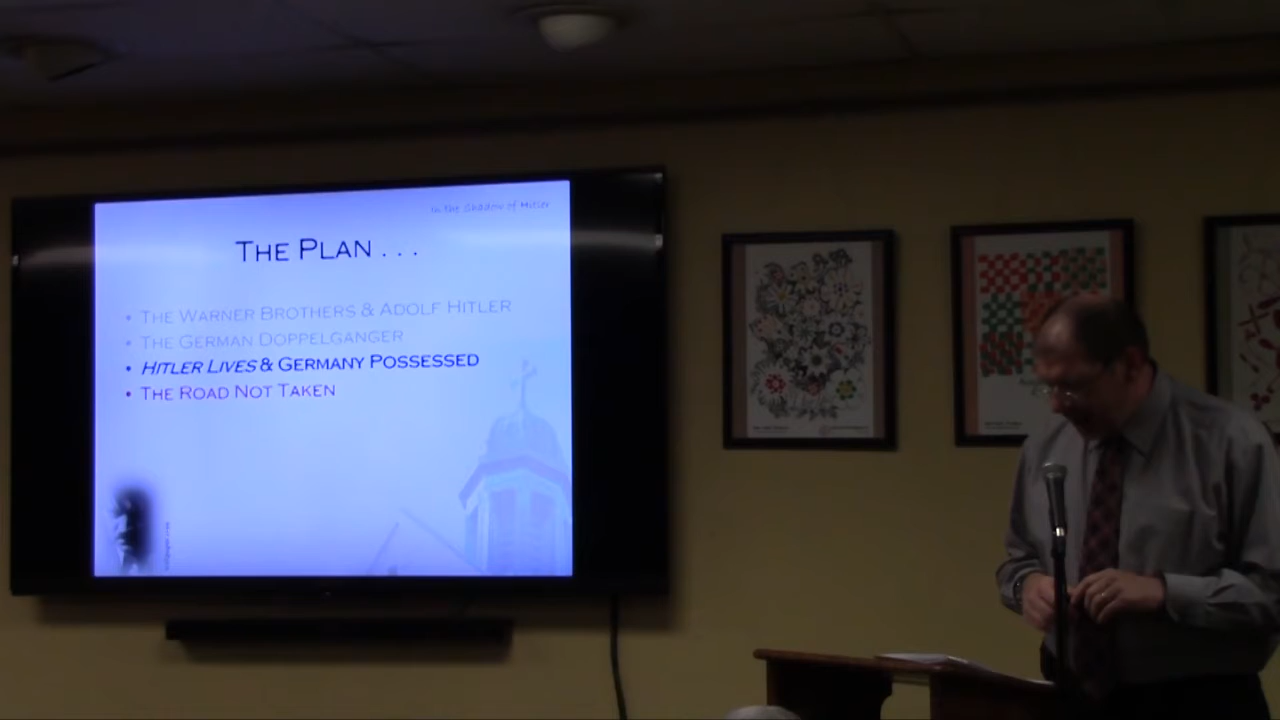 In the Shadow of Hitler
THE PLAN . . .
• THE WARNER BROTHERS & ADOLF HITLER
• THE GERMAN DOPPELGANGER
• HITLER LIVES & GERMANY POSSESSED
• THE ROAD NOT TAKEN